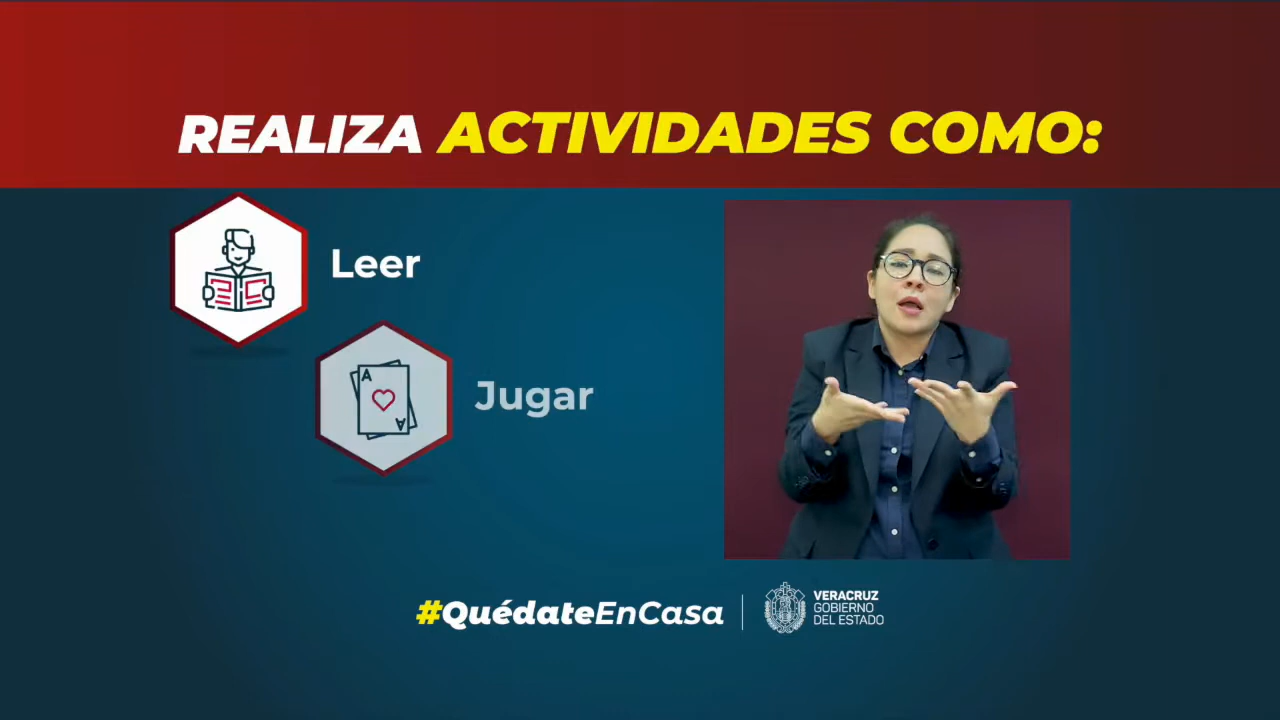 REALIZA ACTIVIDADES COMO:
Leer
A
A
Jugar
#QuédateEnCasa
VERACRUZ
GOBIERNO
DEL ESTADO